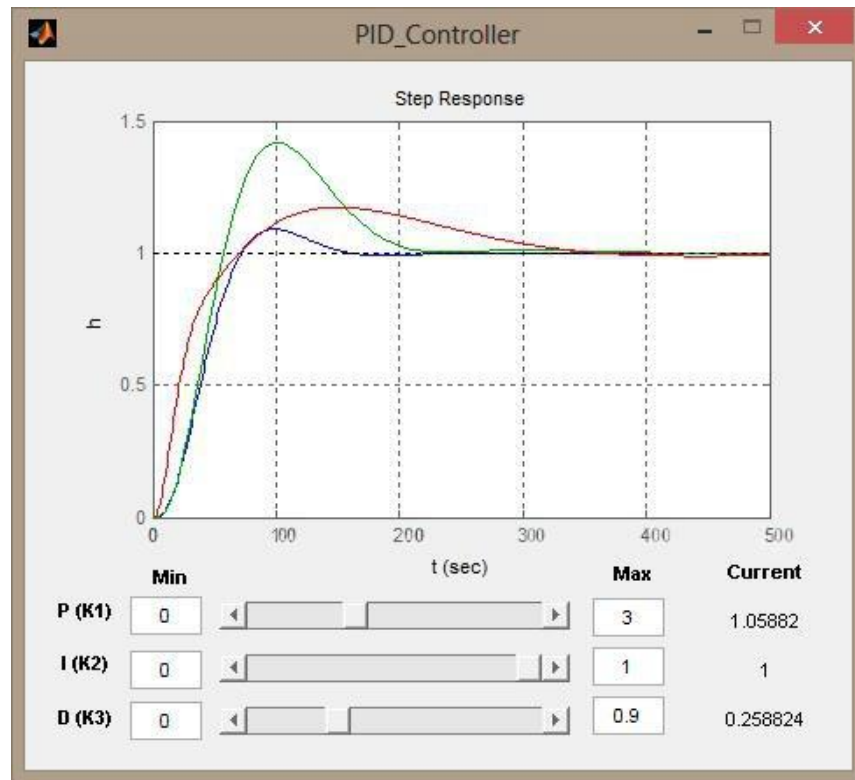 PID_Controller
Step Response
1.5
1
0.5
0
h
0 100 200 300 400 500
t (sec)
Min Max Current
P (K1) 0 3 1.05882
I (K2) 0 1 1
D (K3) 0 0.9 0.258824